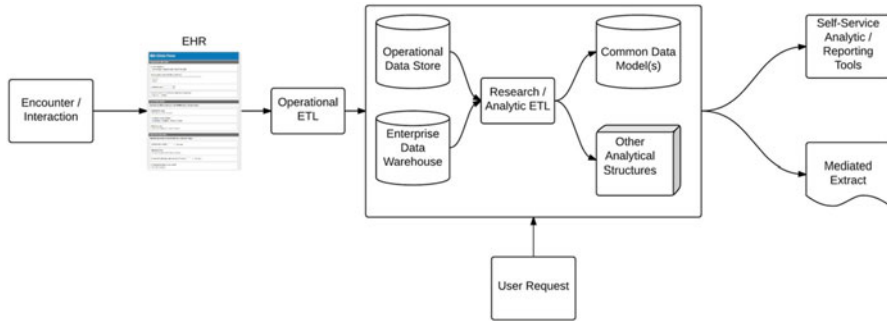 EHR
Encounter /
Interaction
Operational
ETL
Operational
Data Store
Enterprise
Data
Warehouse
Research /
Analytic ETL
Common Data
Model(s)
Other
Analytical
Structures
User Request
Self-Service
Analytic /
Reporting
Tools
Mediated
Extract